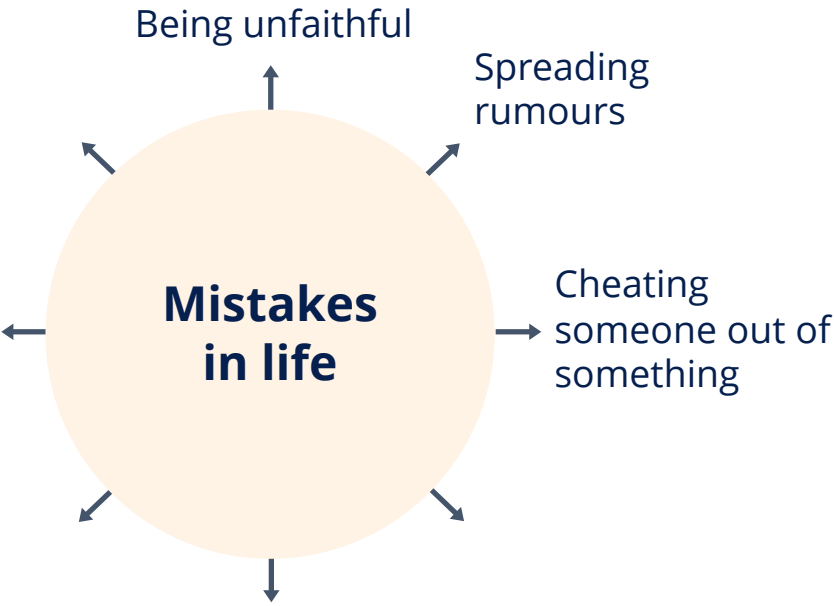 Being unfaithful
Spreading
rumours
Mistakes
in life
Cheating
someone out of
something